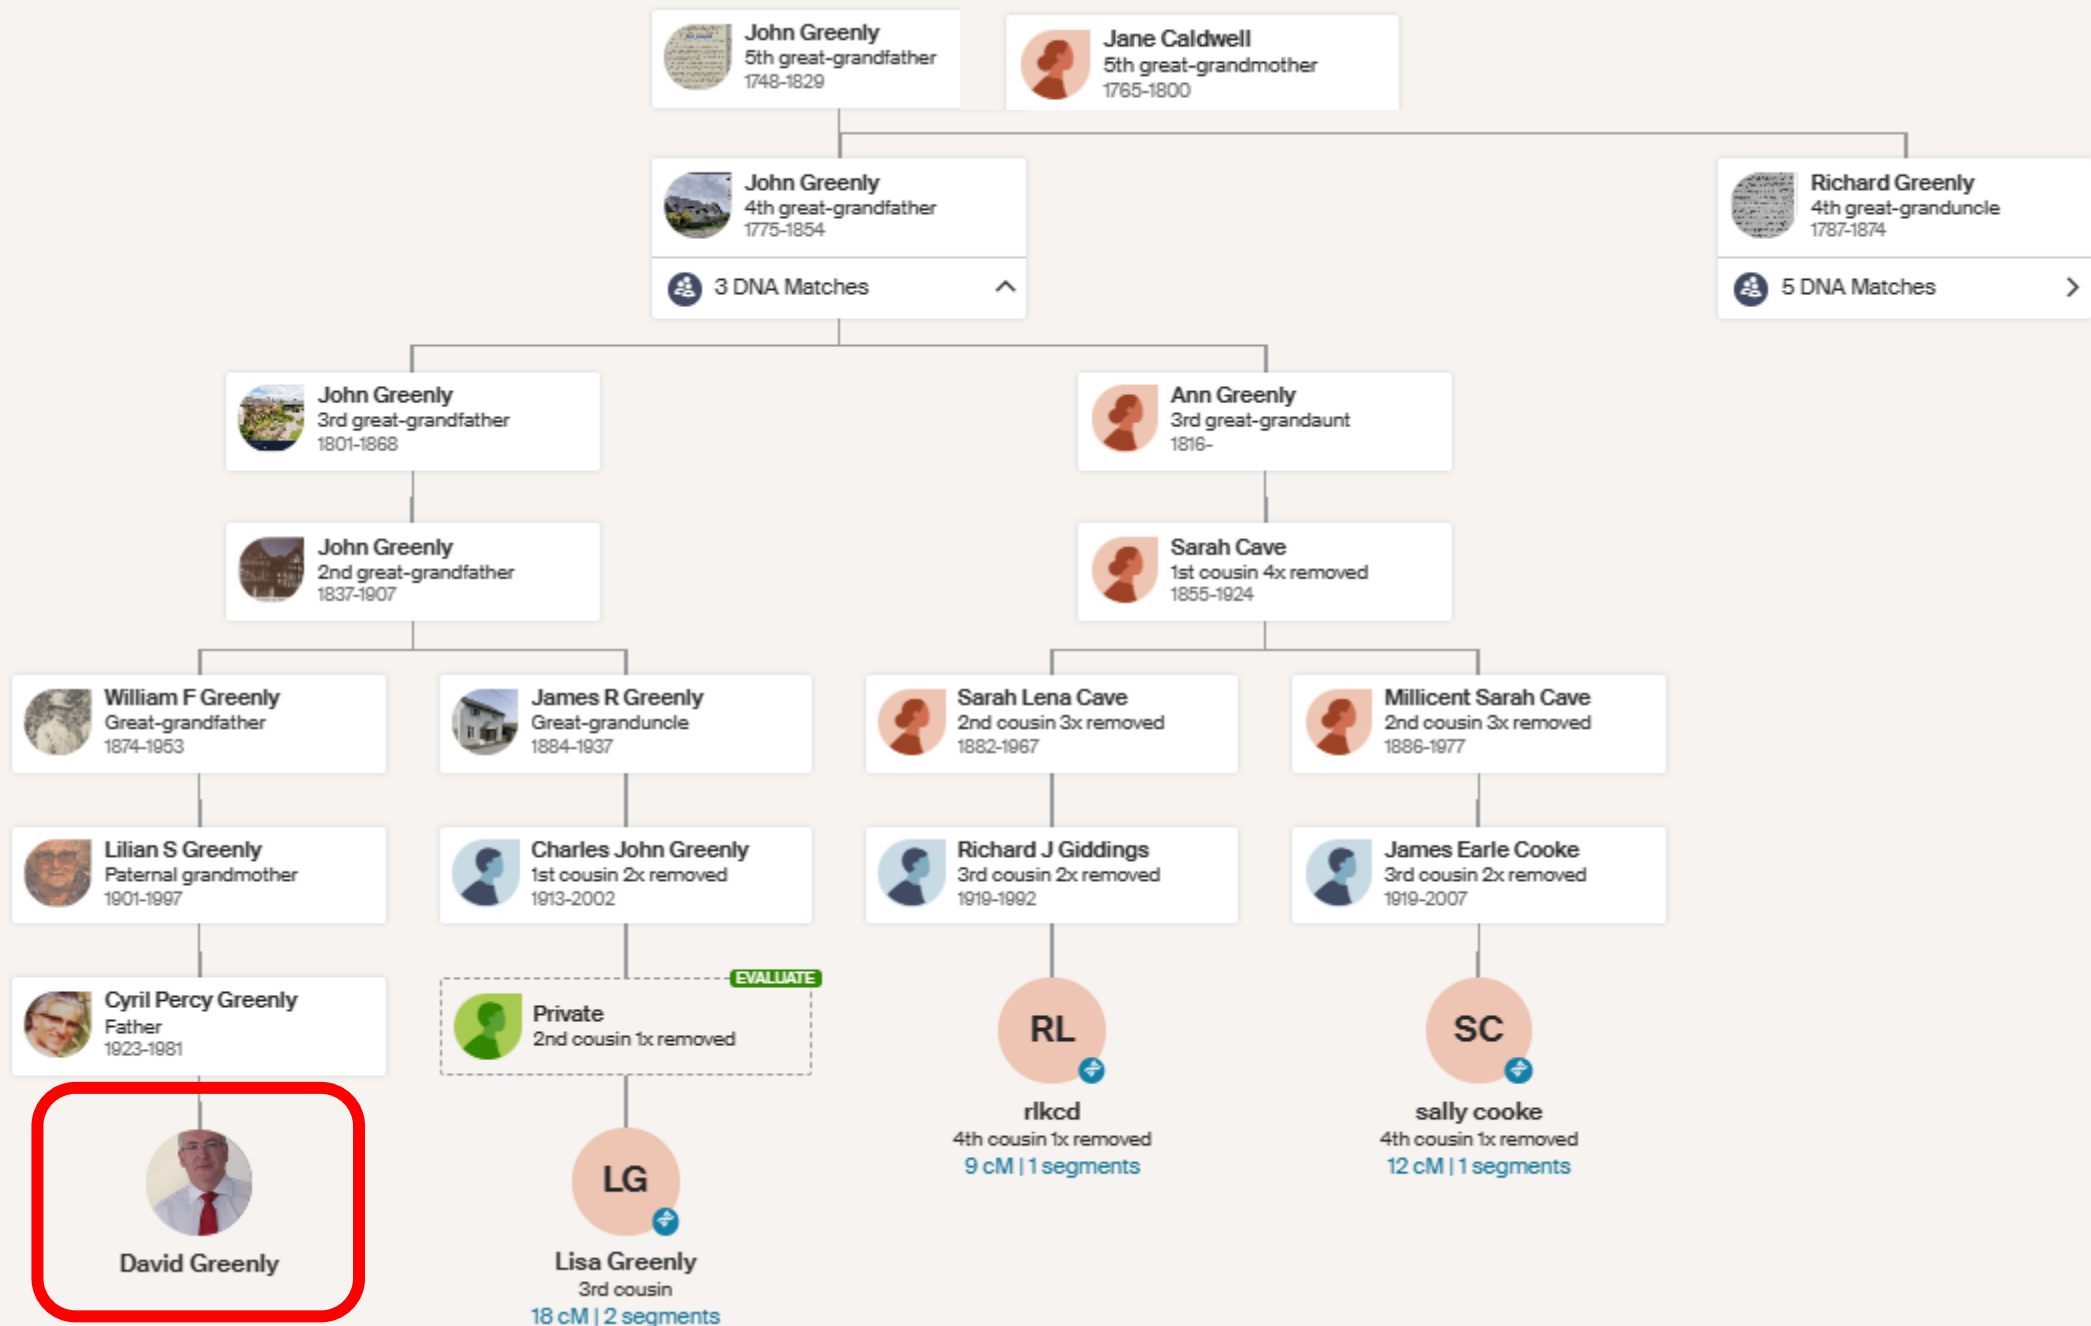 John Greenly
5th great-grandfather
1748-1829
Jane Caldwell
5th great-grandmother
1765-1800
John Greenly
4th great-grandfather
1775-1854
3 DNA Matches
Richard Greenly
4th great-granduncle
1787-1874
5 DNA Matches
John Greenly
3rd great-grandfather
1801-1868
Ann Greenly
3rd great-grandaunt
1816-
John Greenly
2nd great-grandfather
1837-1907
Sarah Cave
1st cousin 4x removed
1855-1924
William F Greenly
Great-grandfather
1874-1953
James R Greenly
Great-granduncle
1884-1937
Sarah Lena Cave
2nd cousin 3x removed
1882-1967
Millicent Sarah Cave
2nd cousin 3x removed
1886-1977
Lilian S Greenly
Paternal grandmother
1901-1997
Charles John Greenly
1st cousin 2x removed
1913-2002
Richard J Giddings
3rd cousin 2x removed
1919-1992
James Earle Cooke
3rd cousin 2x removed
1919-2007
Cyril Percy Greenly
Father
1923-1981
EVALUATE
Private
2nd cousin 1x removed
RL
rlkcd
4th cousin 1x removed
9 cM | 1 segments
SC
sally cooke
4th cousin 1x removed
12 cM | 1 segments
David Greenly
LG
Lisa Greenly
3rd cousin
18 cM | 2 segments